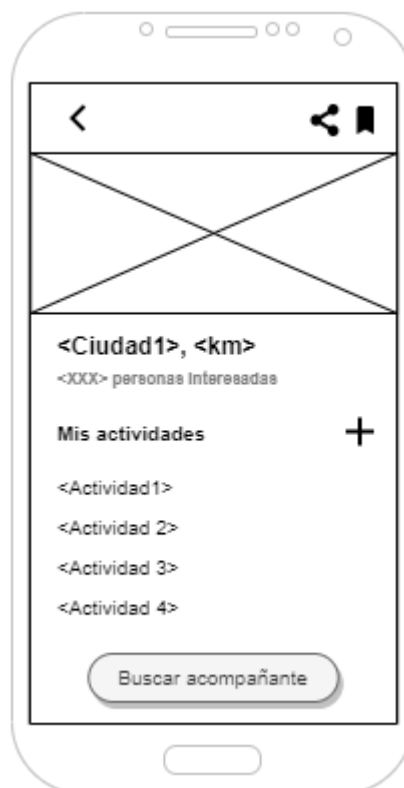 <Ciudad1>, <km>
<XXX> personas interesadas
Mis actividades
<Actividad1>
<Actividad 2>
<Actividad 3>
<Actividad 4>
Buscar acompañante